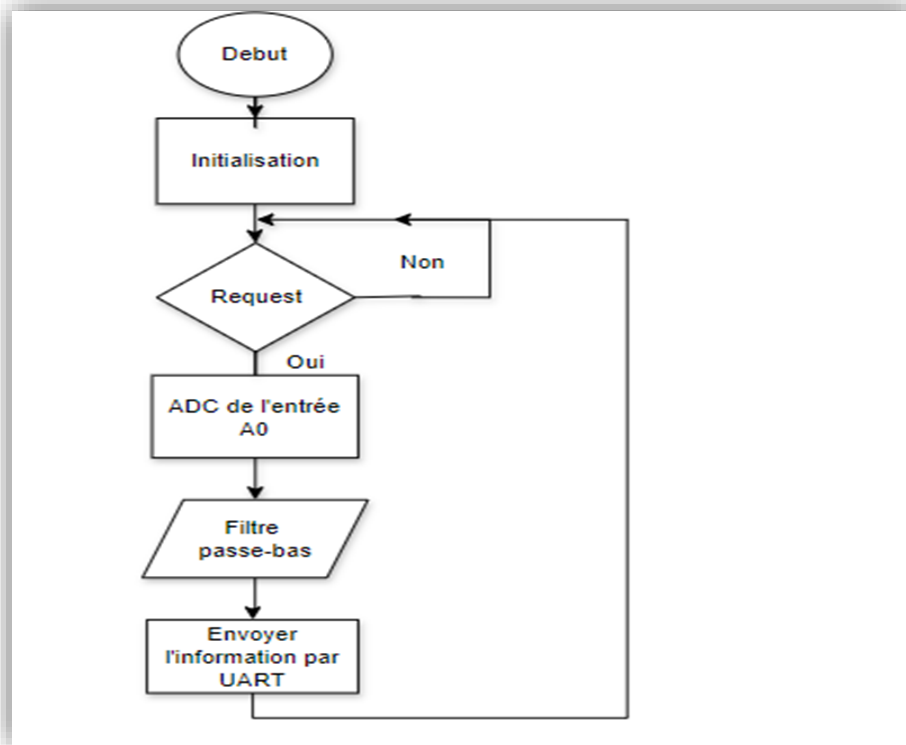 Debut
Initialisation
Non
Request
Oui
ADC de l'entrée
A0
Filtre
passe-bas
Envoyer
l'information par
UART